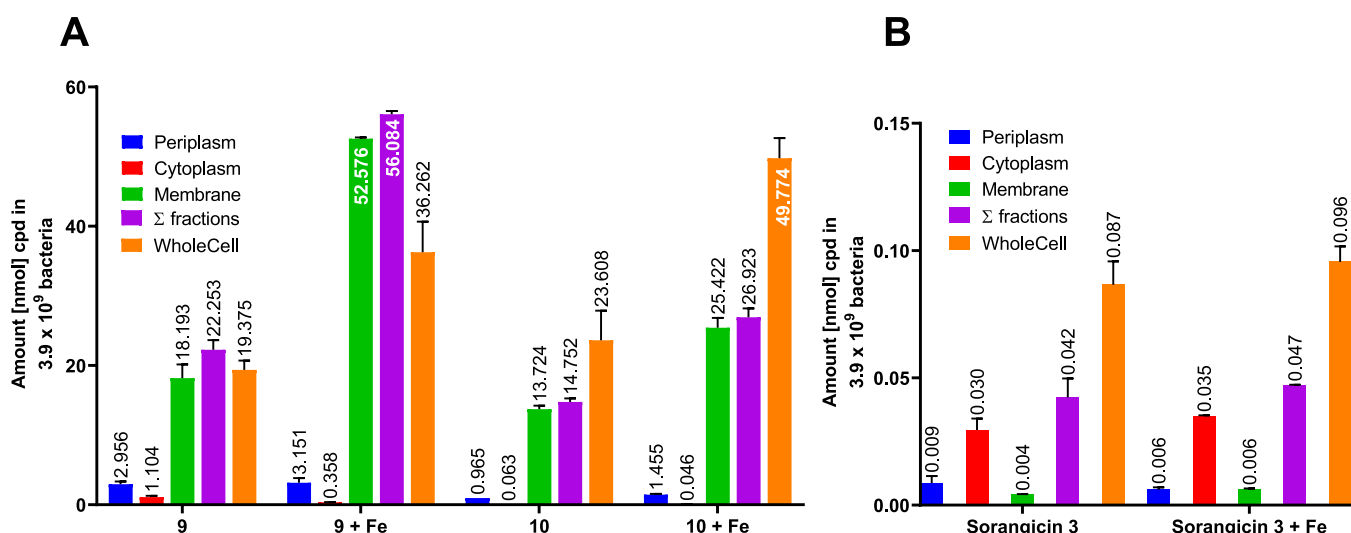 A
Amount [nmol] cpd in
3.9 x 10⁹ bacteria
60
40
20
0
Periplasm
Cytoplasm
Membrane
Σ fractions
WholeCell
2.956
1.104
18.193
22.253
19.375
3.151
0.358
52.576
56.084
36.262
0.965
0.063
13.724
14.752
23.608
1.455
0.046
25.422
26.923
49.774
9
9 + Fe
10
10 + Fe
B
Amount [nmol] cpd in
3.9 x 10⁹ bacteria
0.15
0.10
0.05
0.00
Periplasm
Cytoplasm
Membrane
Σ fractions
WholeCell
0.009
0.030
0.004
0.042
0.087
0.006
0.035
0.006
0.047
0.096
Sorangicin 3
Sorangicin 3 + Fe